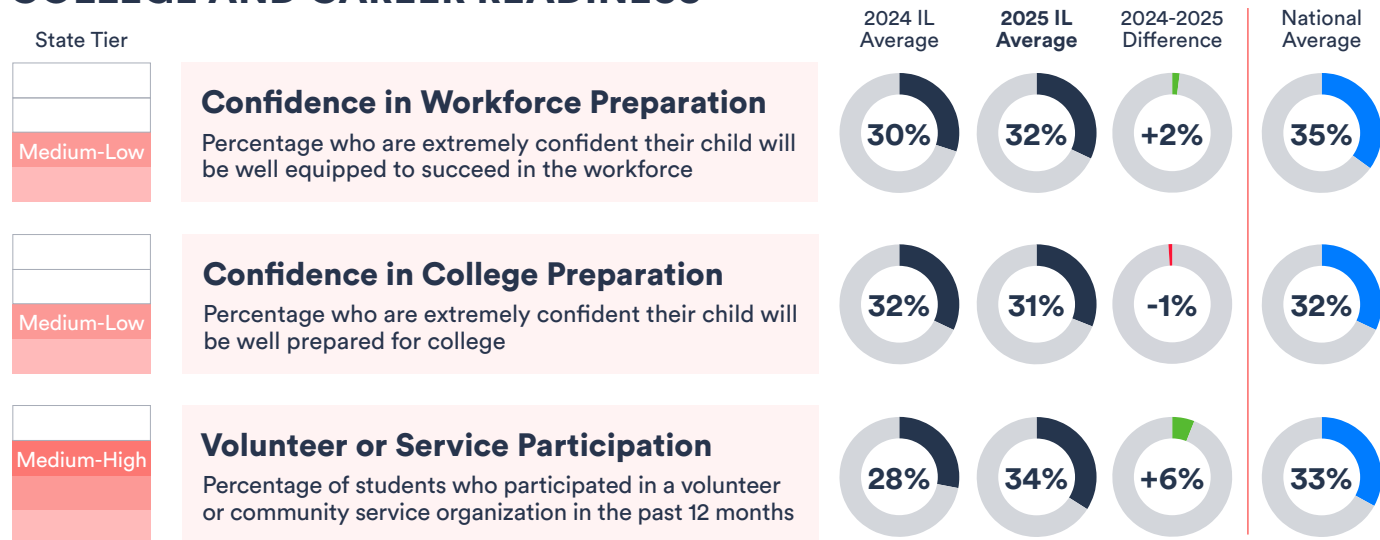 COLLEGE AND CAREER READINESS
State Tier
2024 IL
Average
2025 IL
Average
2024-2025
Difference
National
Average
Medium-Low
Confidence in Workforce Preparation
Percentage who are extremely confident their child will
be well equipped to succeed in the workforce
30%
32%
+2%
35%
Medium-Low
Confidence in College Preparation
Percentage who are extremely confident their child will
be well prepared for college
32%
31%
-1%
32%
Medium-High
Volunteer or Service Participation
Percentage of students who participated in a volunteer
or community service organization in the past 12 months
28%
34%
+6%
33%